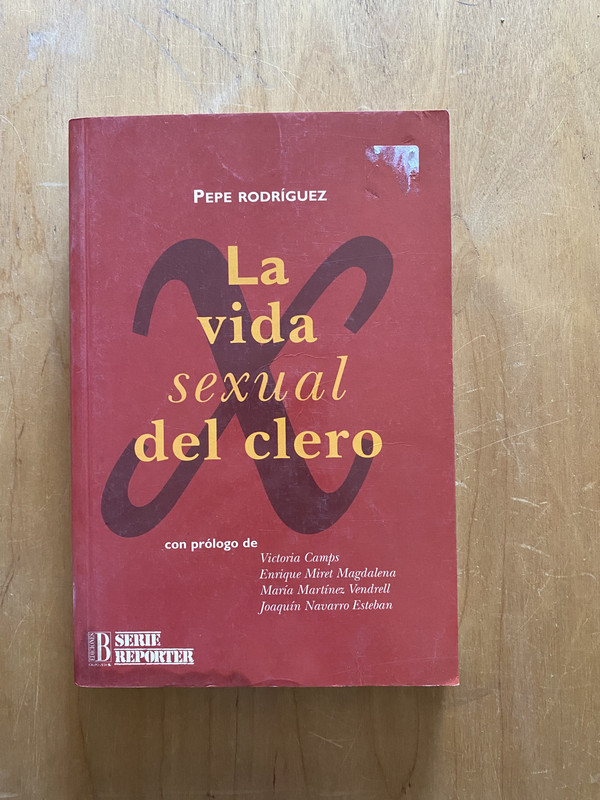 PEPE RODRÍGUEZ
La
vida
sexual
del clero
con prólogo de
Victoria Camps
Enrique Miret Magdalena
María Martínez Vendrell
Joaquín Navarro Esteban
EDICIONES
B
SERIE
REPORTER